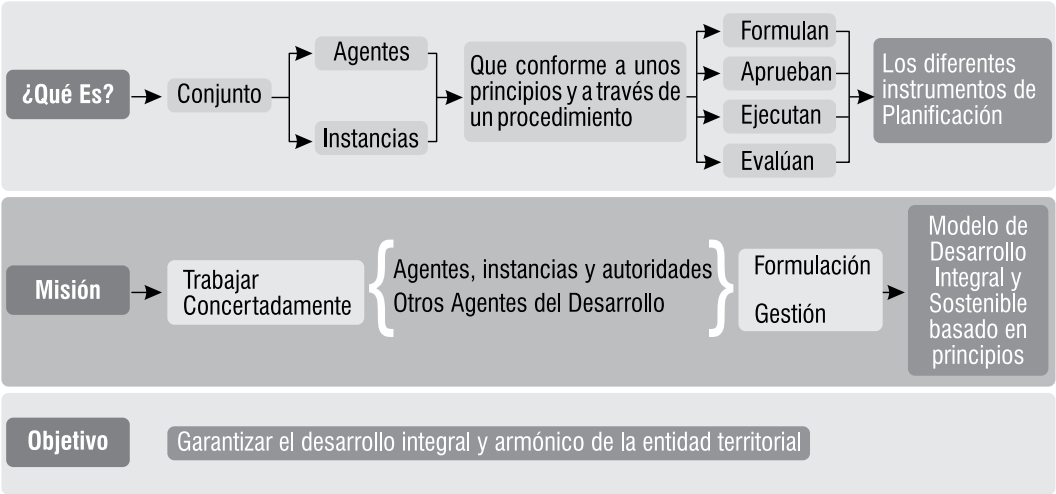 ¿Qué Es?
Conjunto
Agentes
Instancias
Que conforme a unos
principios y a través de
un procedimiento
Formulan
Aprueban
Ejecutan
Evalúan
Los diferentes
instrumentos de
Planificación
Misión
Trabajar
Concertadamente
Agentes, instancias y autoridades
Otros Agentes del Desarrollo
Formulación
Gestión
Modelo de
Desarrollo
Integral y
Sostenible
basado en
principios
Objetivo
Garantizar el desarrollo integral y armónico de la entidad territorial